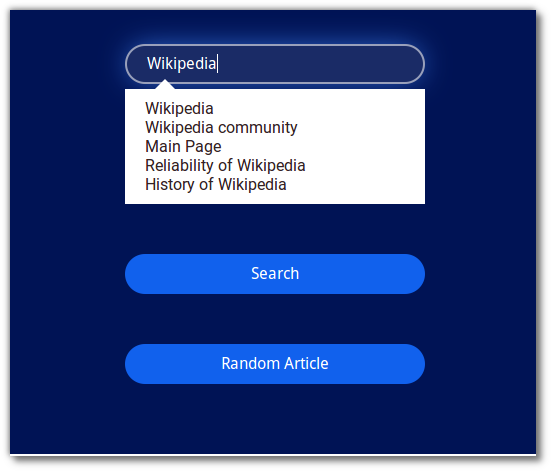 Wikipedia
Wikipedia
Wikipedia community
Main Page
Reliability of Wikipedia
History of Wikipedia
Search
Random Article